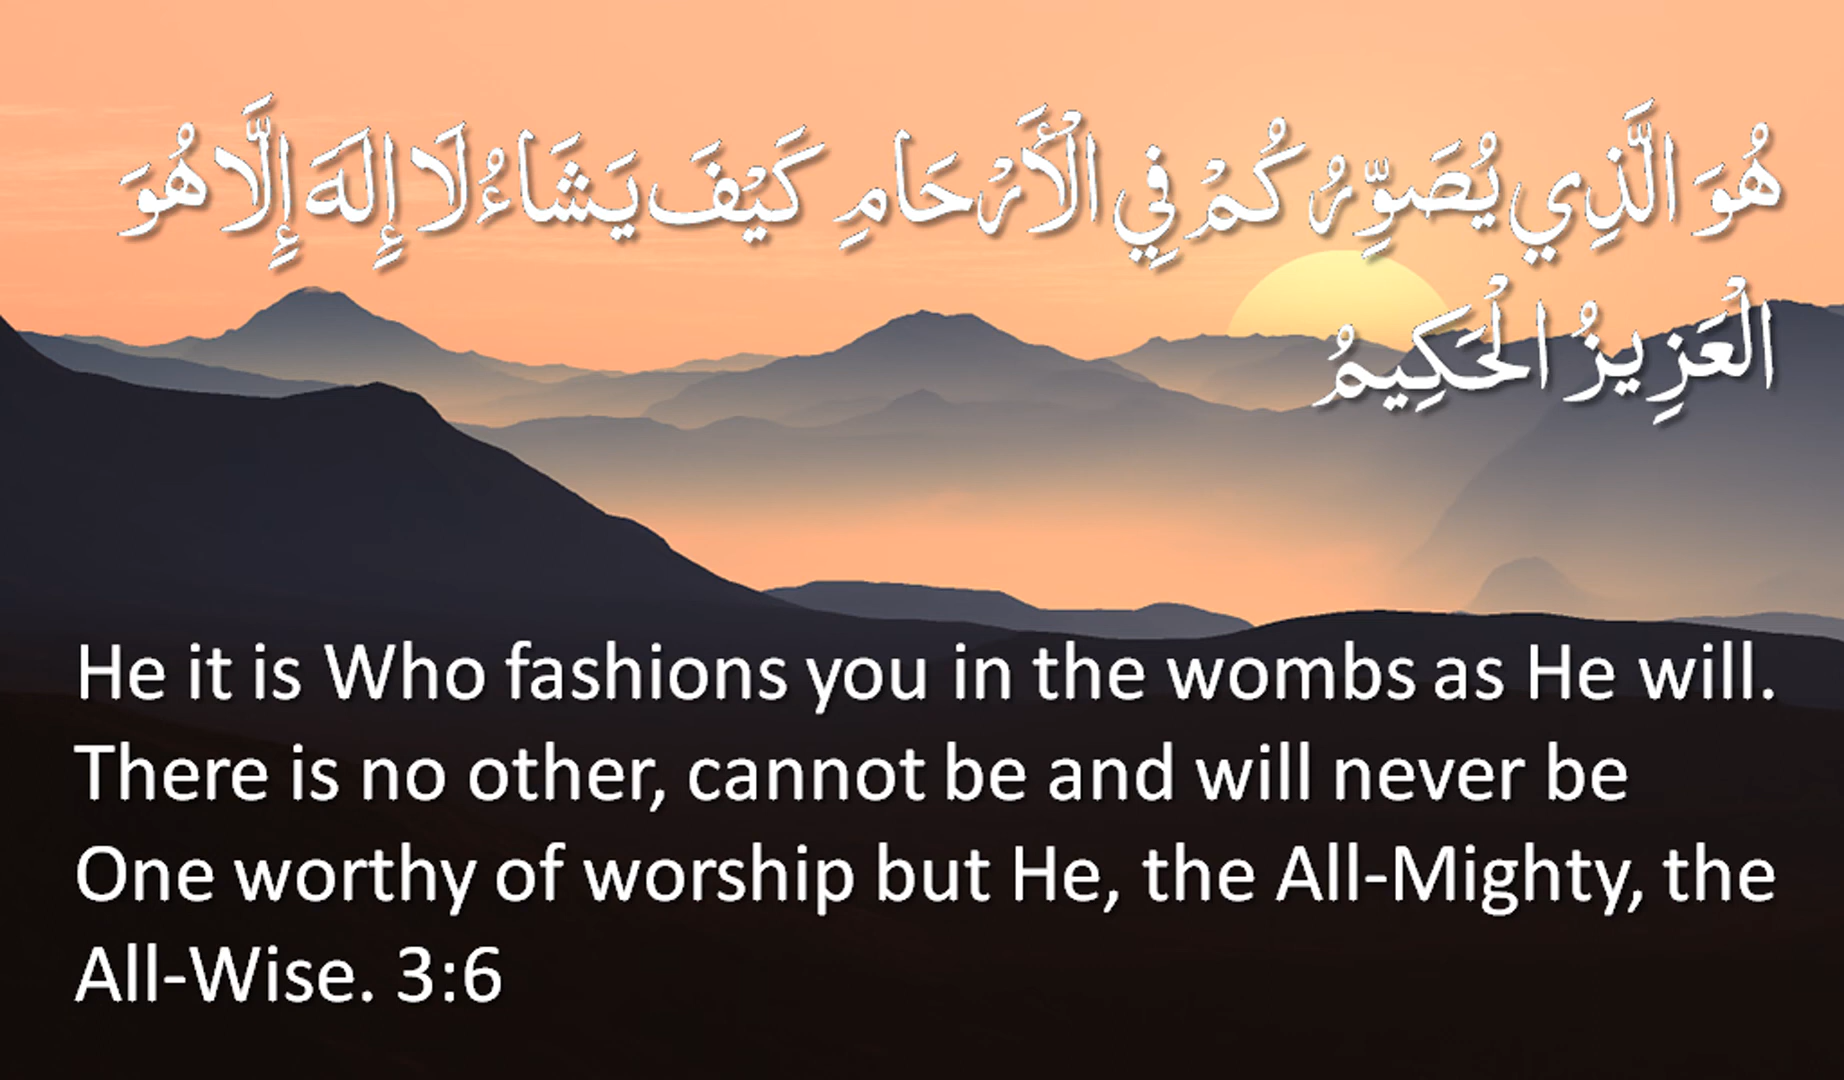 هُوَ الَّذِي يُصَوِّرُكُمْ فِي الْأَرْحَامِ كَيْفَ يَشَاءُ لَا إِلَهَ إِلَّا هُوَ
الْعَزِيزُ الْحَكِيمُ
He it is Who fashions you in the wombs as He will.
There is no other, cannot be and will never be
One worthy of worship but He, the All-Mighty, the
All-Wise. 3:6